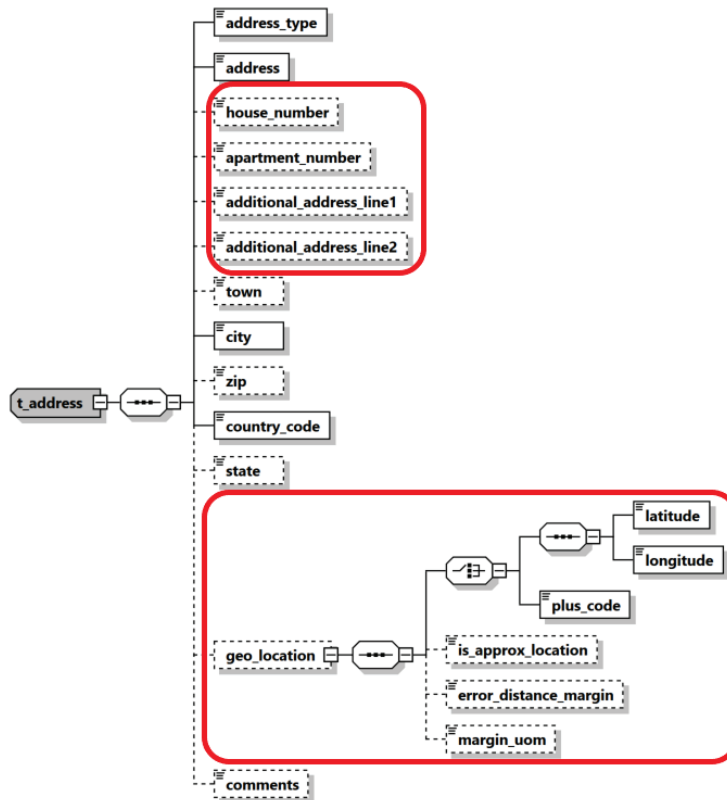 address_type
address
house_number
apartment_number
additional_address_line1
additional_address_line2
town
city
zip
t_address
country_code
state
latitude
longitude
plus_code
geo_location
is_approx_location
error_distance_margin
margin_uom
comments